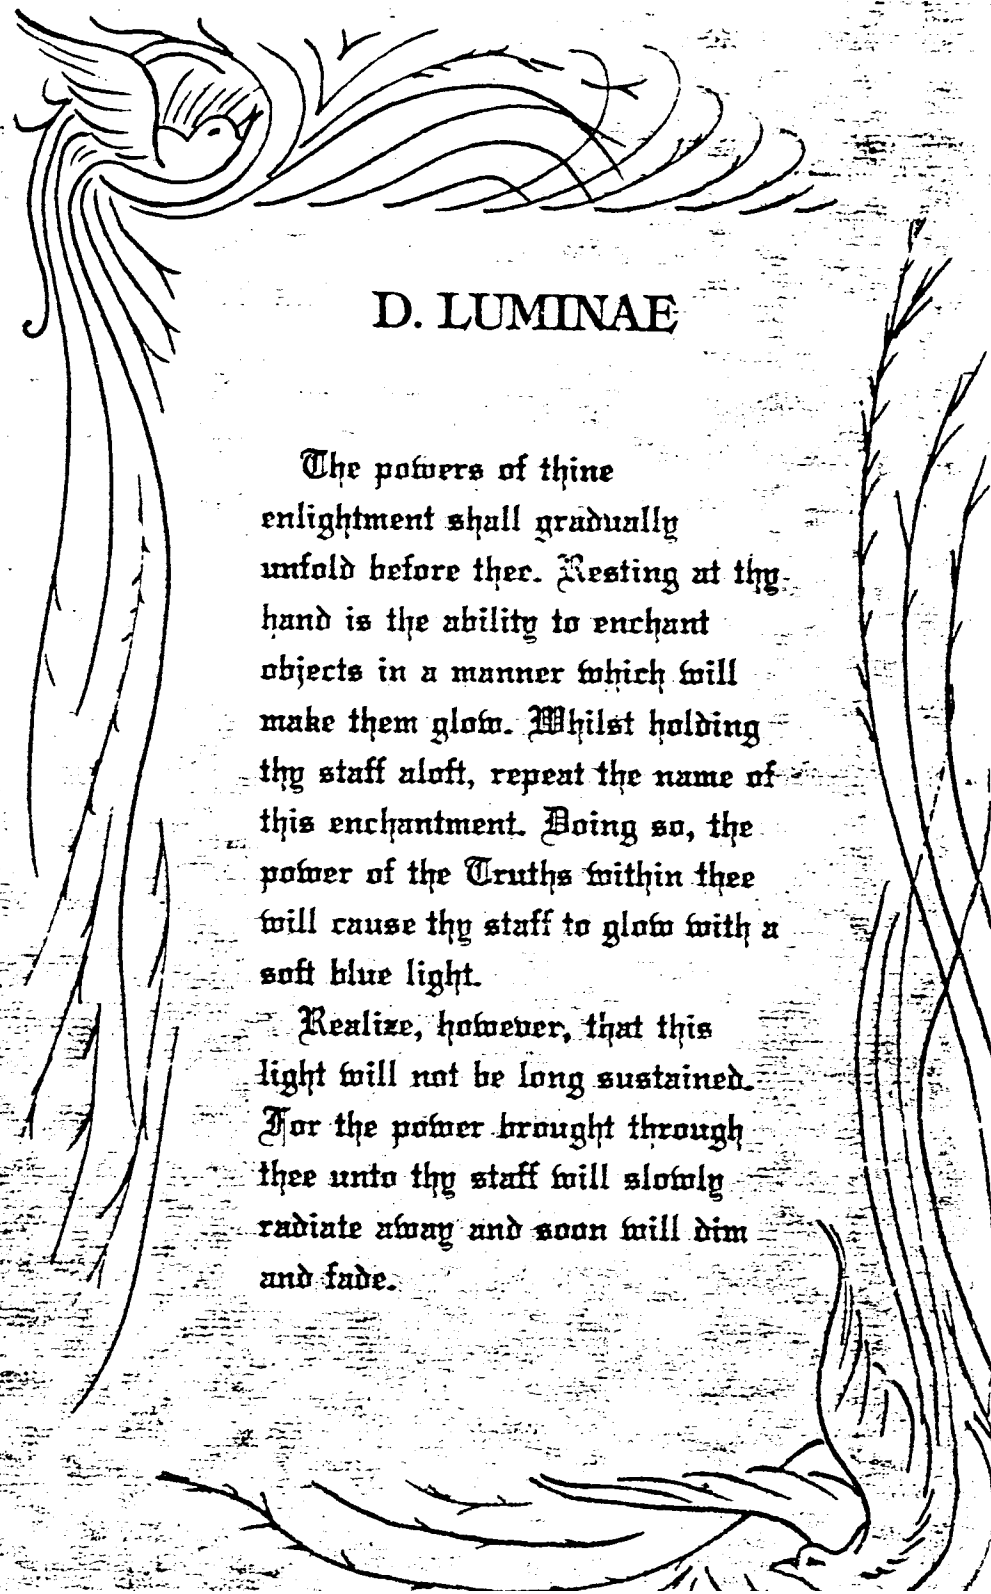 D. LUMINAE
The powers of thine
enlightment shall gradually
unfold before thee. Resting at thy
hand is the ability to enchant
objects in a manner which will
make them glow. Whilst holding
thy staff aloft, repeat the name of
this enchantment. Doing so, the
power of the Truths within thee
will cause thy staff to glow with a
soft blue light.
Realize, however, that this
light will not be long sustained.
For the power brought through
thee unto thy staff will slowly
radiate away and soon will dim
and fade.